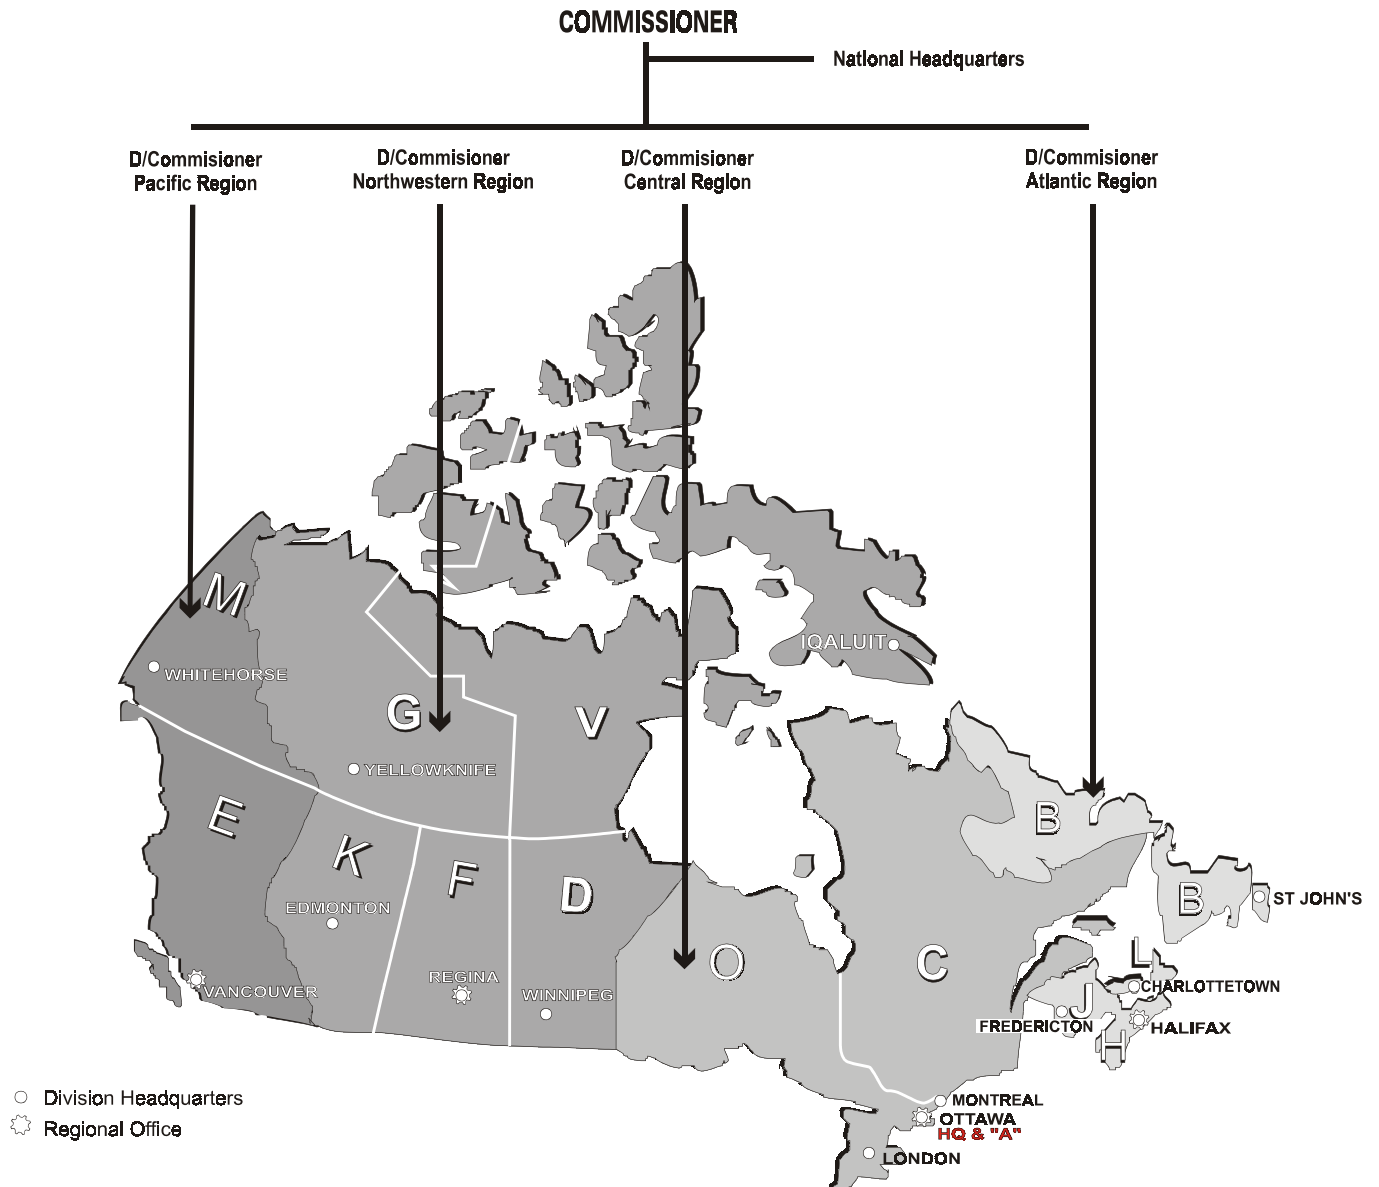 COMMISSIONER
National Headquarters
D/Commisioner
Pacific Region
D/Commisioner
Northwestern Region
D/Commisioner
Central Region
D/Commisioner
Atlantic Region
M
IQALUIT
WHITEHORSE
G
V
YELLOWKNIFE
E
B
K
F
D
B
ST JOHN'S
EDMONTON
O
C
L
REGINA
VANCOUVER
WINNIPEG
CHARLOTTETOWN
J
FREDERICTON
HALIFAX
H
Division Headquarters
MONTREAL
Regional Office
OTTAWA
HQ & "A"
LONDON